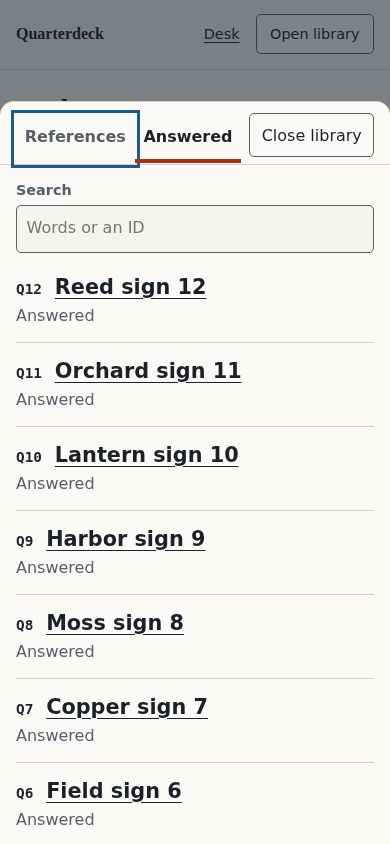 Quarterdeck Desk Open library
References Answered Close library
Search
Words or an ID
Q12 Reed sign 12
Answered
Q11 Orchard sign 11
Answered
Q10 Lantern sign 10
Answered
Q9 Harbor sign 9
Answered
Q8 Moss sign 8
Answered
Q7 Copper sign 7
Answered
Q6 Field sign 6
Answered